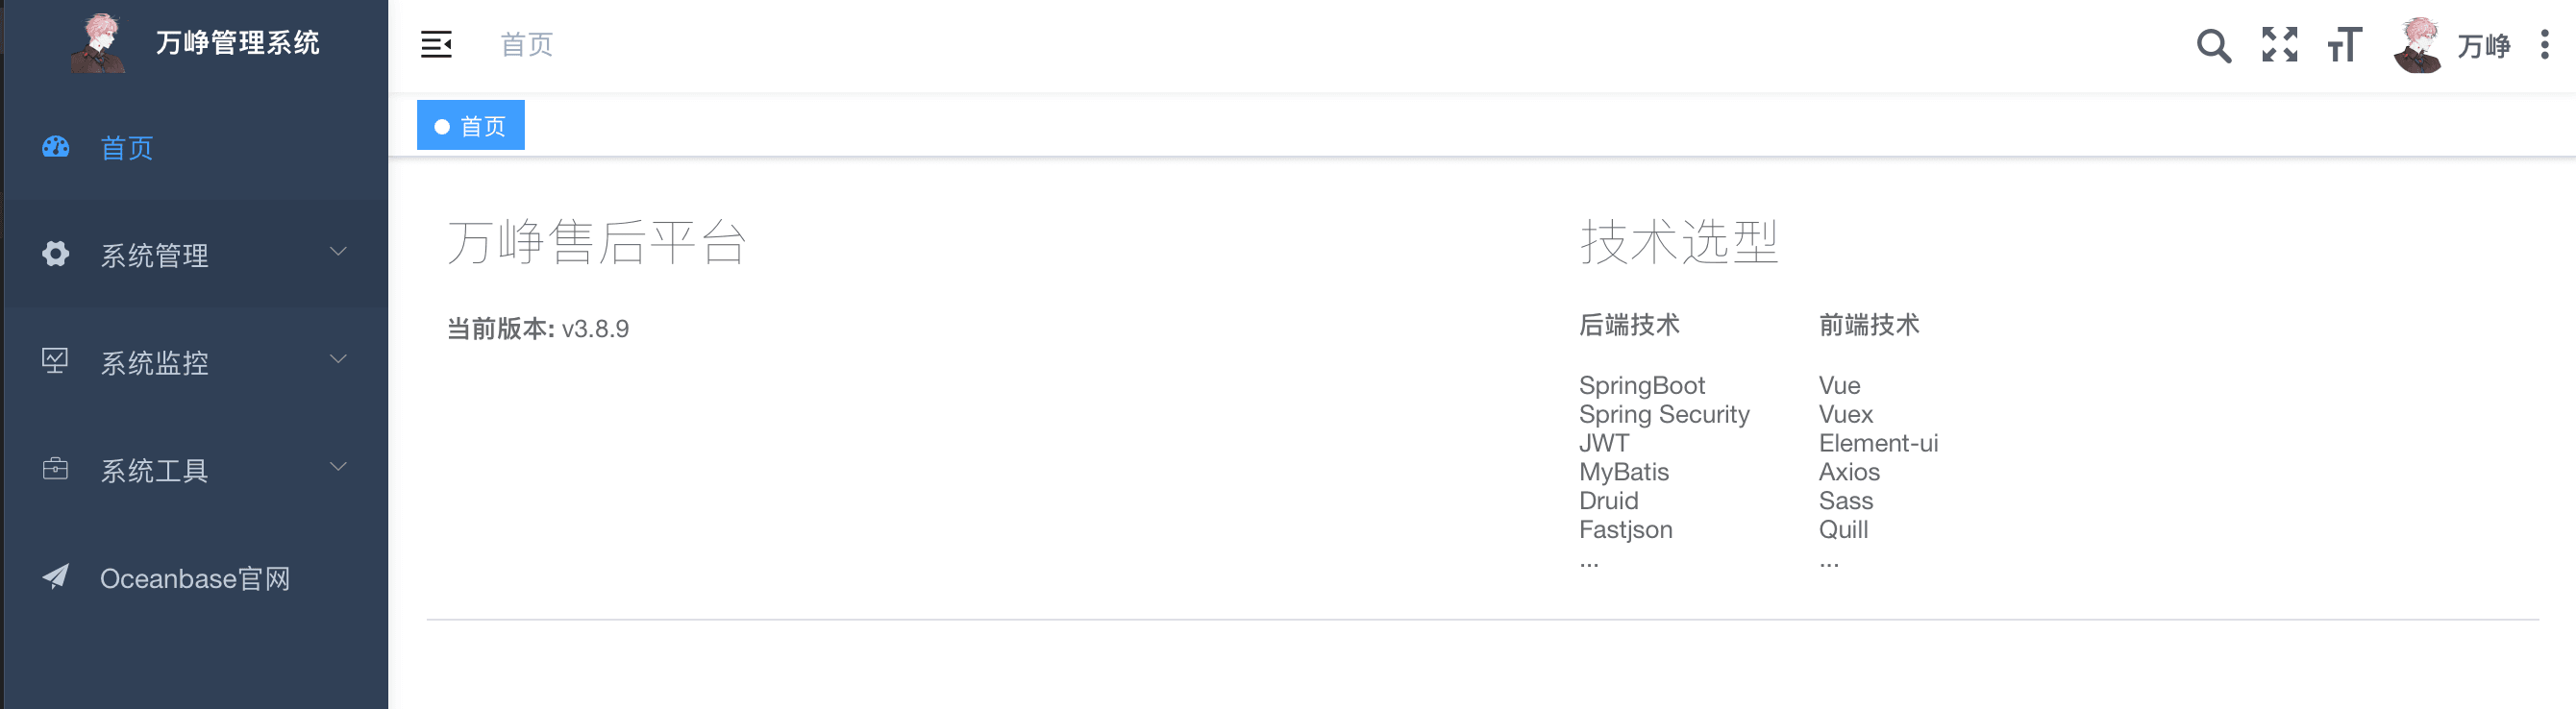 万峥管理系统
首页
系统管理
系统监控
系统工具
Oceanbase官网
首页
万峥
首页
万峥售后平台
当前版本: v3.8.9
技术选型
后端技术
SpringBoot
Spring Security
JWT
MyBatis
Druid
Fastjson
...
前端技术
Vue
Vuex
Element-ui
Axios
Sass
Quill
...